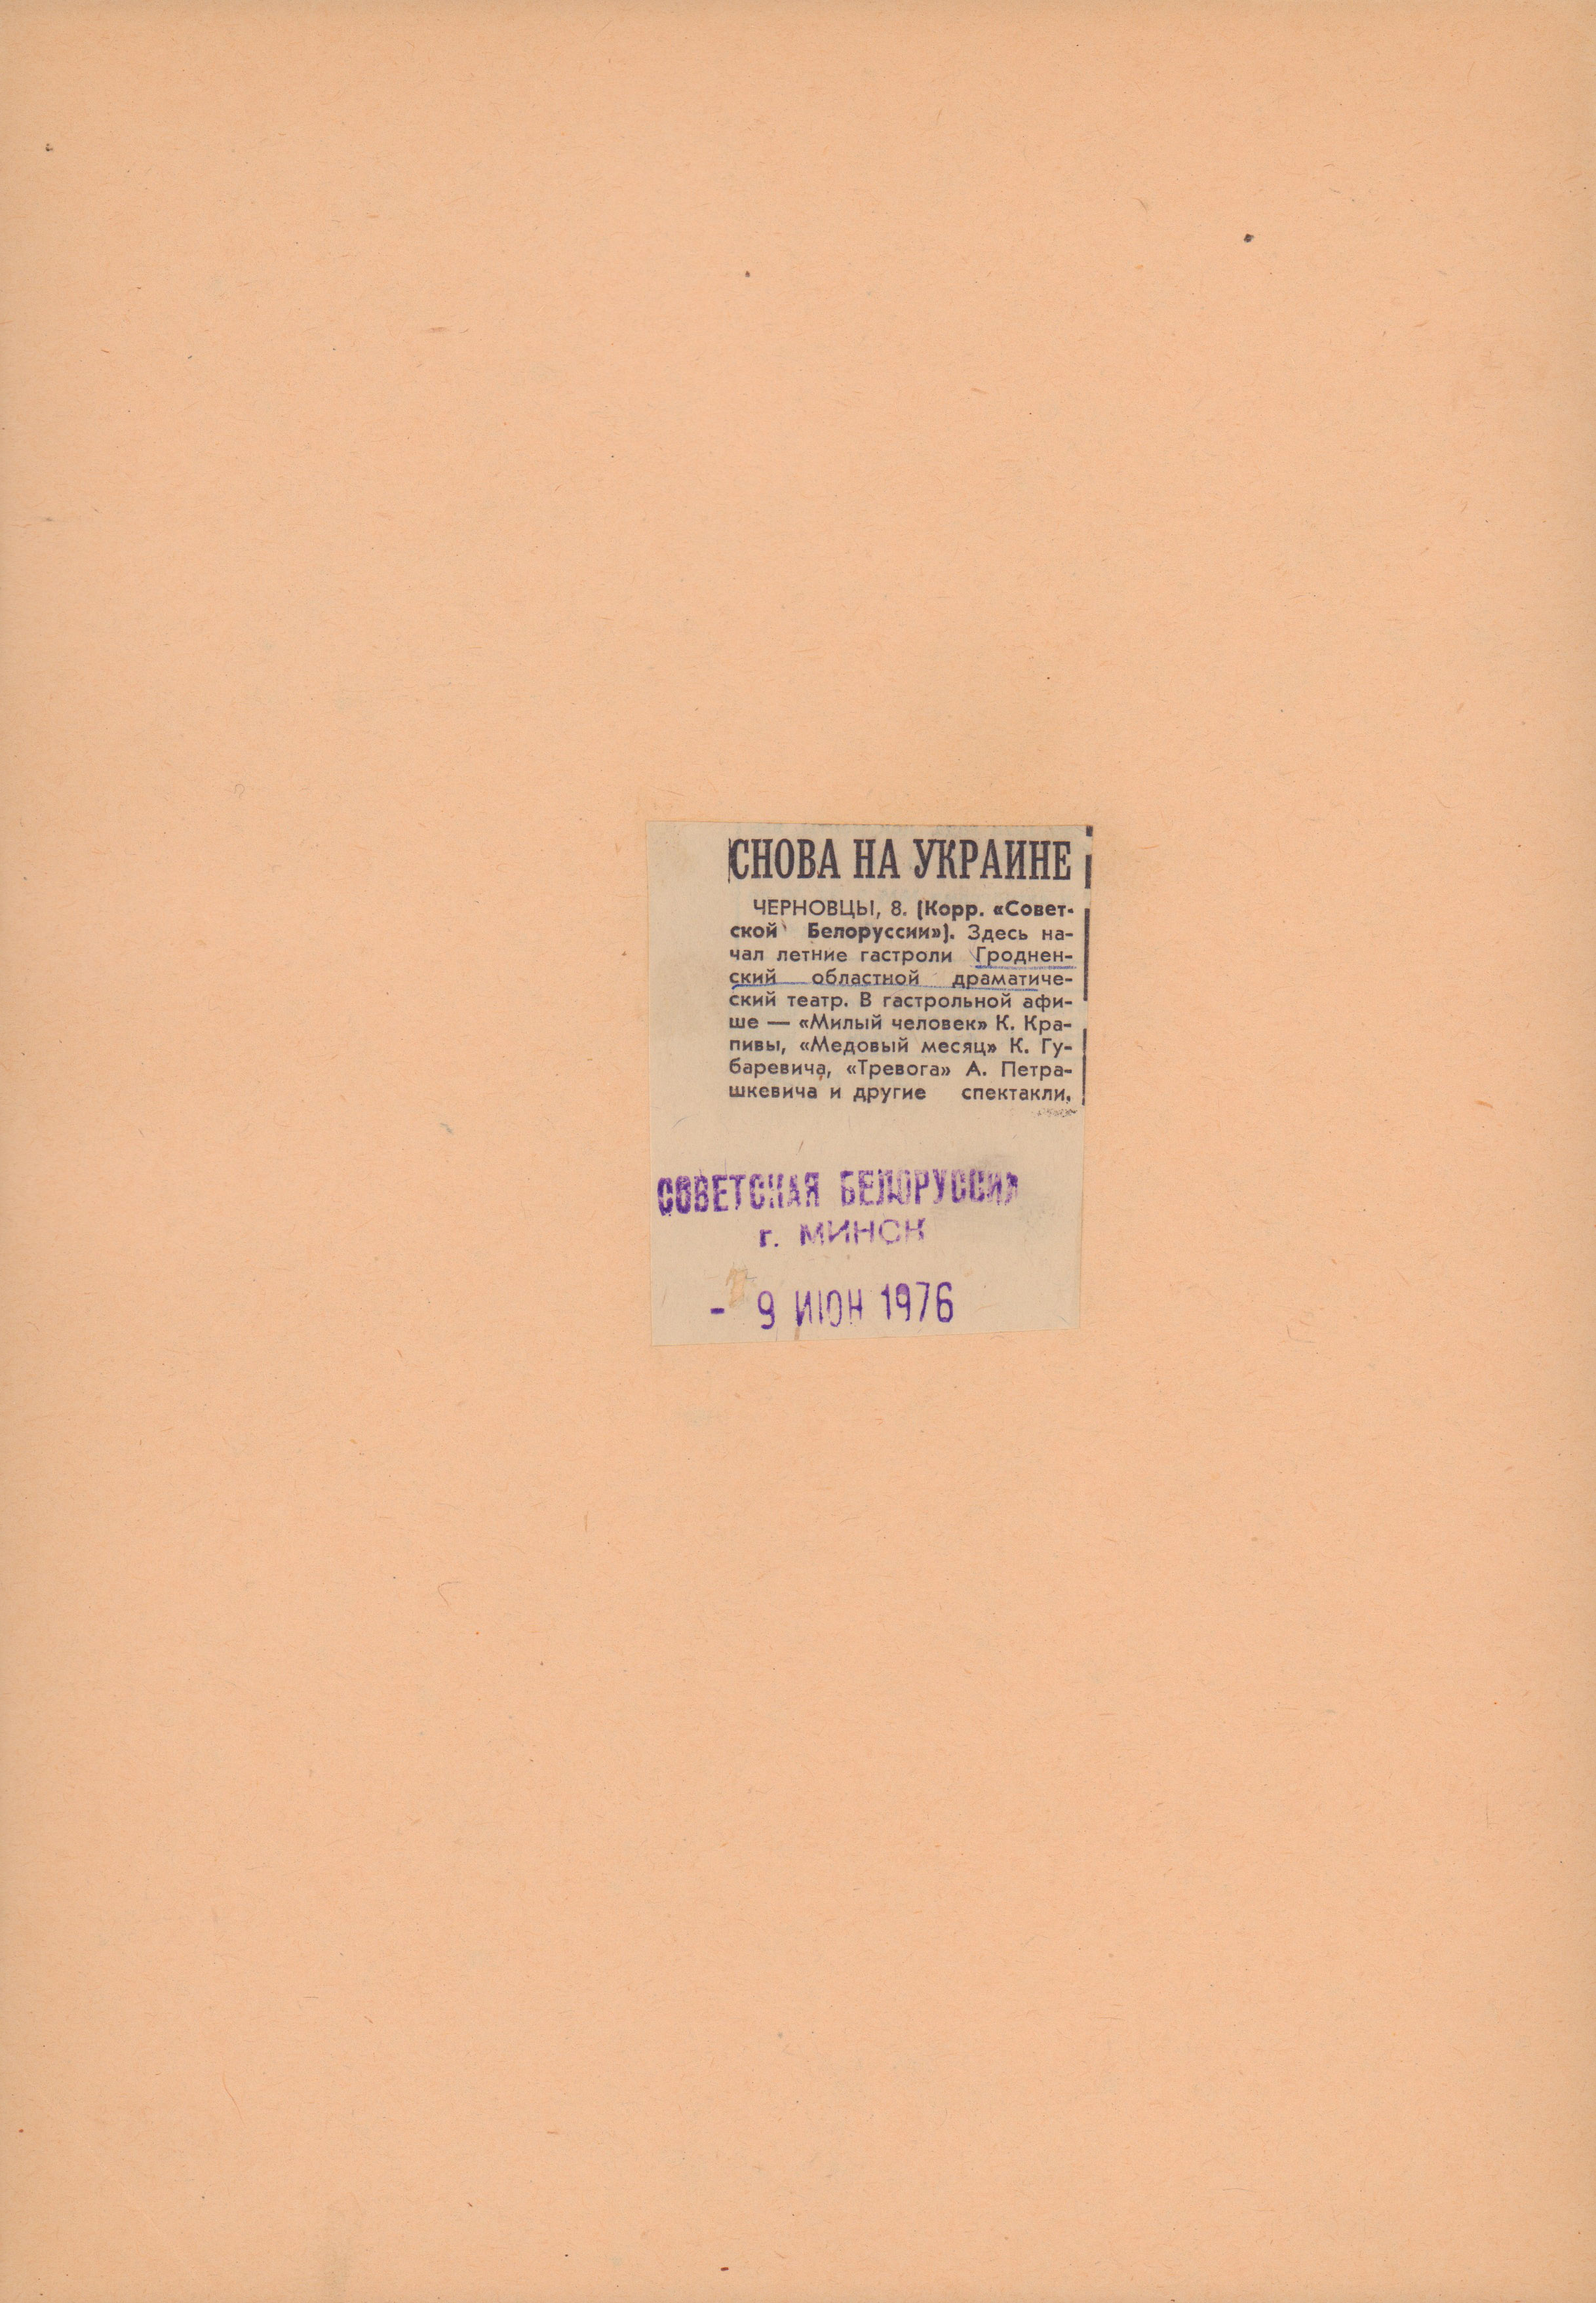 СНОВА НА УКРАИНЕ
ЧЕРНОВЦЫ, 8. (Корр. «Совет-
ской Белоруссии»). Здесь на-
чал летние гастроли Гроднен-
ский областной драматиче-
ский театр. В гастрольной афи-
ше — «Милый человек» К. Кра-
пивы, «Медовый месяц» К. Гу-
баревича, «Тревога» А. Петра-
шкевича и другие спектакли.
СОВЕТСКАЯ БЕЛОРУССИЯ
г. МИНСК
- 9 ИЮН 1976